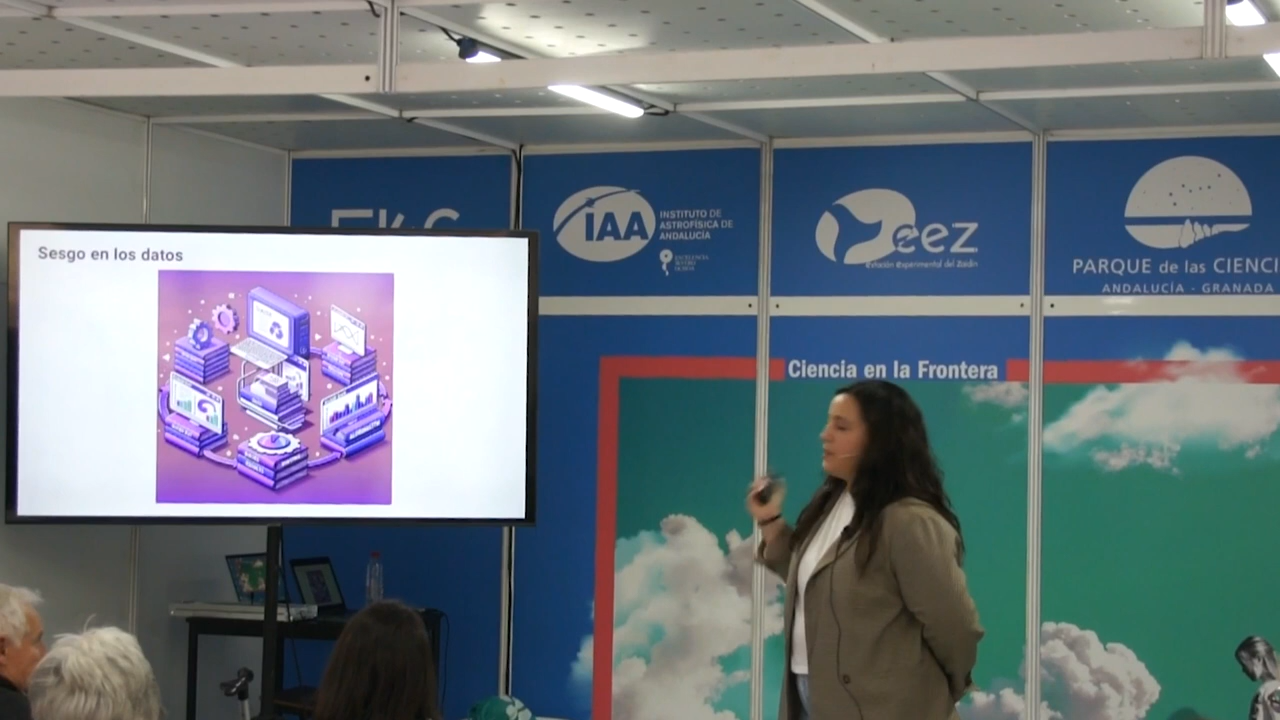 Sesgo en los datos
IAA
INSTITUTO DE
ASTROFÍSICA DE
ANDALUCÍA
eez
Estación Experimental del Zaidín
PARQUE de las CIENCI
ANDALUCÍA - GRANADA
Ciencia en la Frontera